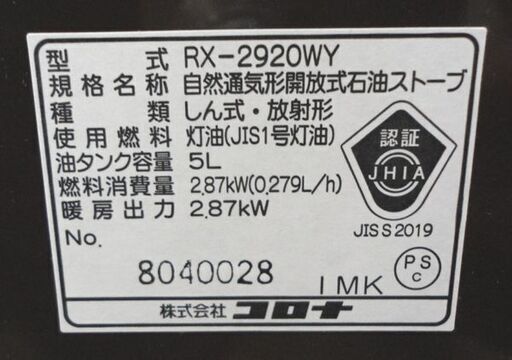 型式 RX-2920WY
規格名称 自然通気形開放式石油ストーブ
種類 しん式・放射形
使用燃料 灯油(JIS1号灯油)
油タンク容量 5L
燃料消費量 2.87kW(0.279L/h)
暖房出力 2.87kW
認証
JHIA
JIS S 2019
No.
8040028 1MK
PS
C
株式会社 コロナ